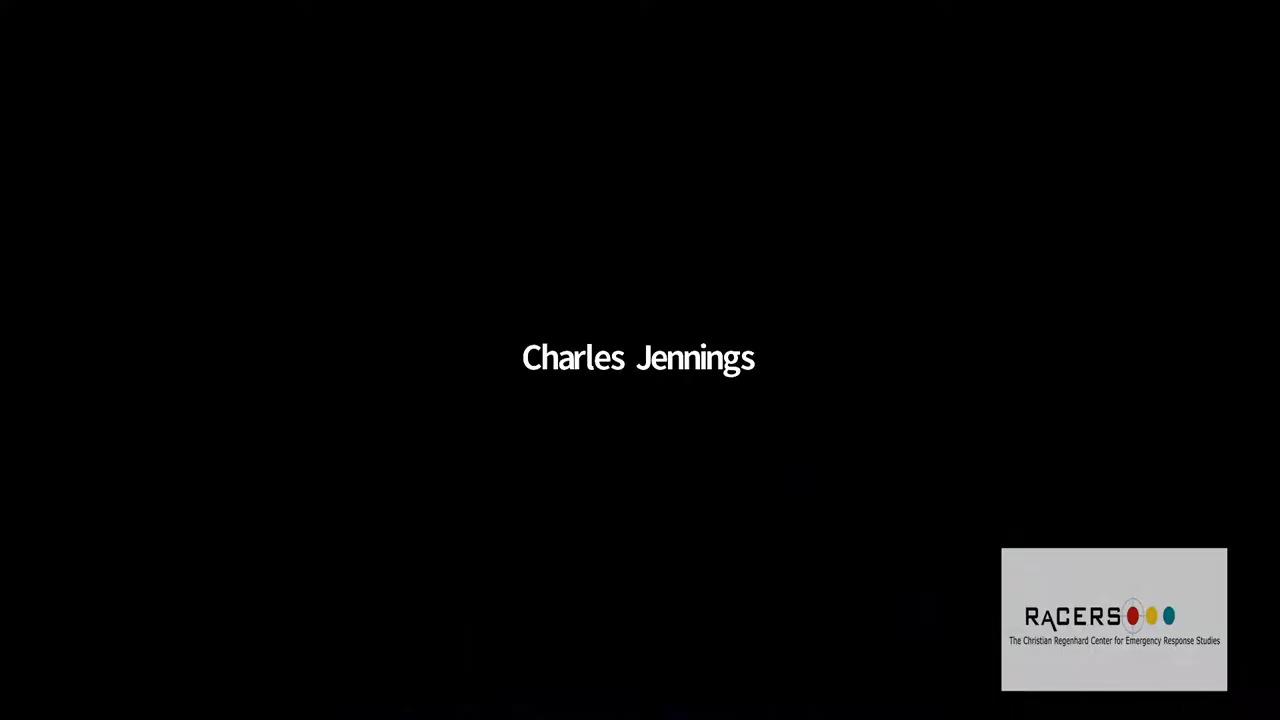 Charles Jennings
RaCERS
The Christian Regenhard Center for Emergency Response Studies